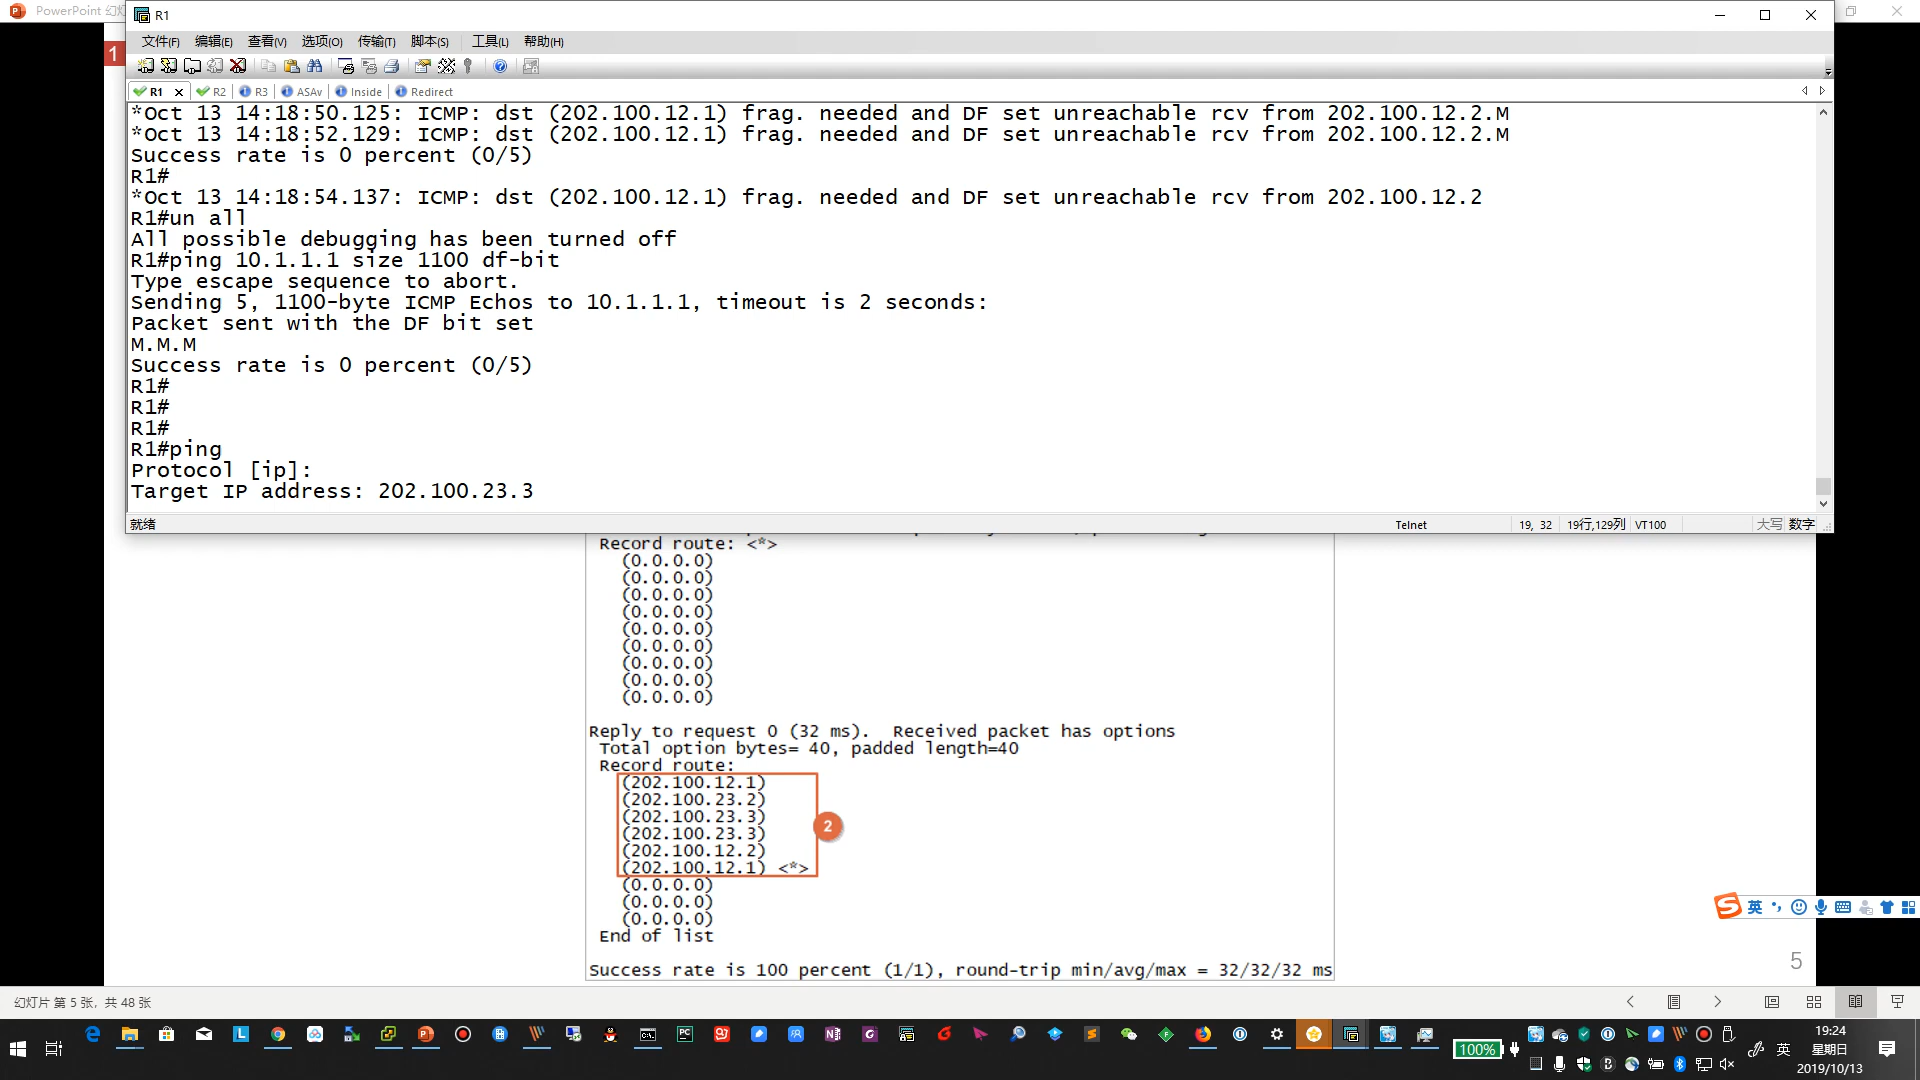 PowerPoint 幻灯
R1
文件(F) 编辑(E) 查看(V) 选项(O) 传输(T) 脚本(S) 工具(L) 帮助(H)
1
R1 R2 R3 ASAv Inside Redirect
*Oct 13 14:18:50.125: ICMP: dst (202.100.12.1) frag. needed and DF set unreachable rcv from 202.100.12.2.M
*Oct 13 14:18:52.129: ICMP: dst (202.100.12.1) frag. needed and DF set unreachable rcv from 202.100.12.2.M
Success rate is 0 percent (0/5)
R1#
*Oct 13 14:18:54.137: ICMP: dst (202.100.12.1) frag. needed and DF set unreachable rcv from 202.100.12.2
R1#un all
All possible debugging has been turned off
R1#ping 10.1.1.1 size 1100 df-bit
Type escape sequence to abort.
Sending 5, 1100-byte ICMP Echos to 10.1.1.1, timeout is 2 seconds:
Packet sent with the DF bit set
M.M.M
Success rate is 0 percent (0/5)
R1#
R1#
R1#
R1#ping
Protocol [ip]:
Target IP address: 202.100.23.3
就绪 Telnet 19, 32 19行,129列 VT100 大写 数字
Record route: <*>
(0.0.0.0)
(0.0.0.0)
(0.0.0.0)
(0.0.0.0)
(0.0.0.0)
(0.0.0.0)
(0.0.0.0)
(0.0.0.0)
(0.0.0.0)
Reply to request 0 (32 ms). Received packet has options
Total option bytes= 40, padded length=40
Record route:
(202.100.12.1)
(202.100.23.2)
(202.100.23.3)
(202.100.23.3)
(202.100.12.2)
(202.100.12.1) <*>
2
(0.0.0.0)
(0.0.0.0)
(0.0.0.0)
End of list
Success rate is 100 percent (1/1), round-trip min/avg/max = 32/32/32 ms
英
5
幻灯片 第 5 张，共 48 张
100%
英
19:24
星期日
2019/10/13